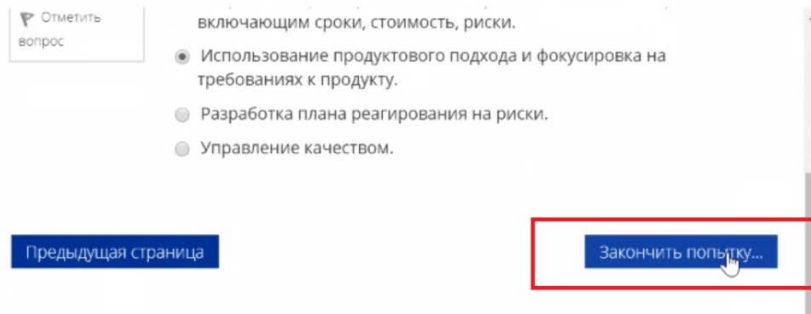 Отметить
вопрос
включающим сроки, стоимость, риски.
Использование продуктового подхода и фокусировка на
требованиях к продукту.
Разработка плана реагирования на риски.
Управление качеством.
Предыдущая страница
Закончить попытку...